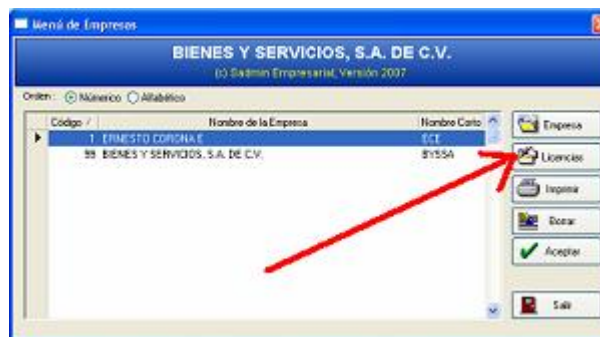 Menú de Empresas
BIENES Y SERVICIOS, S.A. DE C.V.
(c) Sadmin Empresarial, Versión 2007
Orden: Númerico Alfabético
Código / Nombre de la Empresa Nombre Corto
1 ERNESTO CORONA E ECE
99 BIENES Y SERVICIOS, S.A. DE C.V. BYSSA
Empresa
Licencias
Imprimir
Borrar
Aceptar
Salir